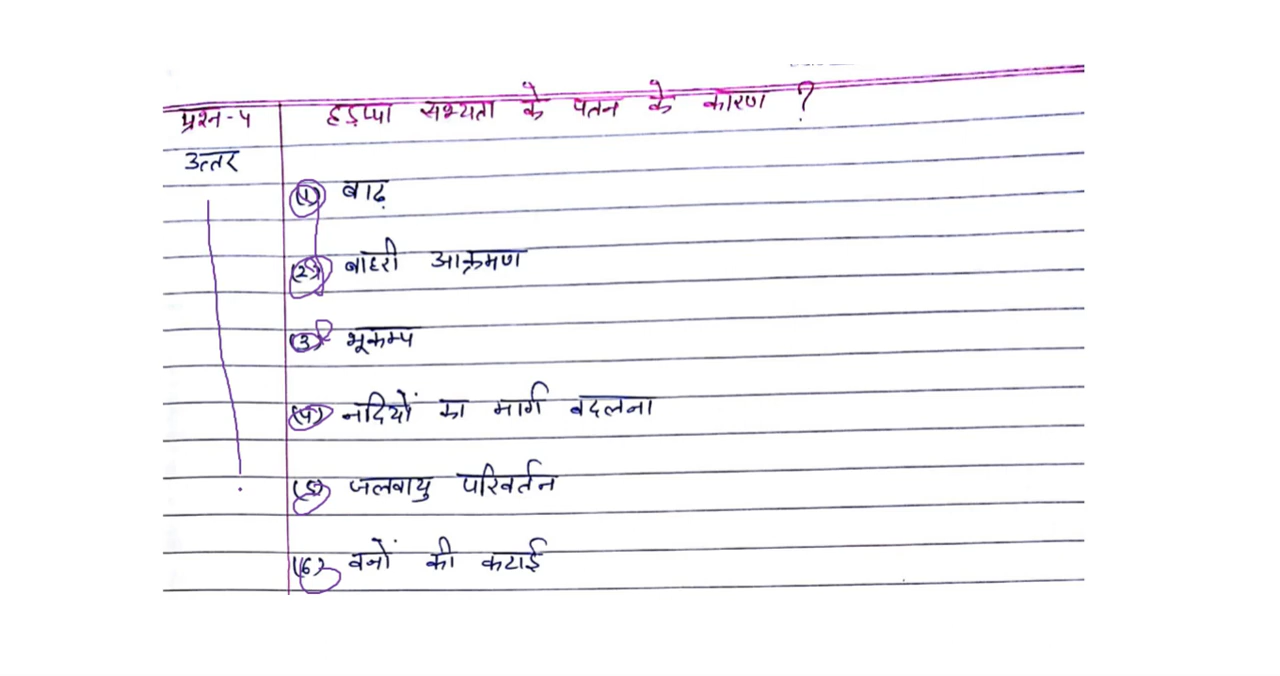 प्रश्न-५ हड़प्पा सभ्यता के पतन के कारण ?
उत्तर
(1) बाढ़
(2) बाहरी आक्रमण
(3) भूकम्प
(4) नदियों का मार्ग बदलना
(5) जलवायु परिवर्तन
(6) वनों की कटाई